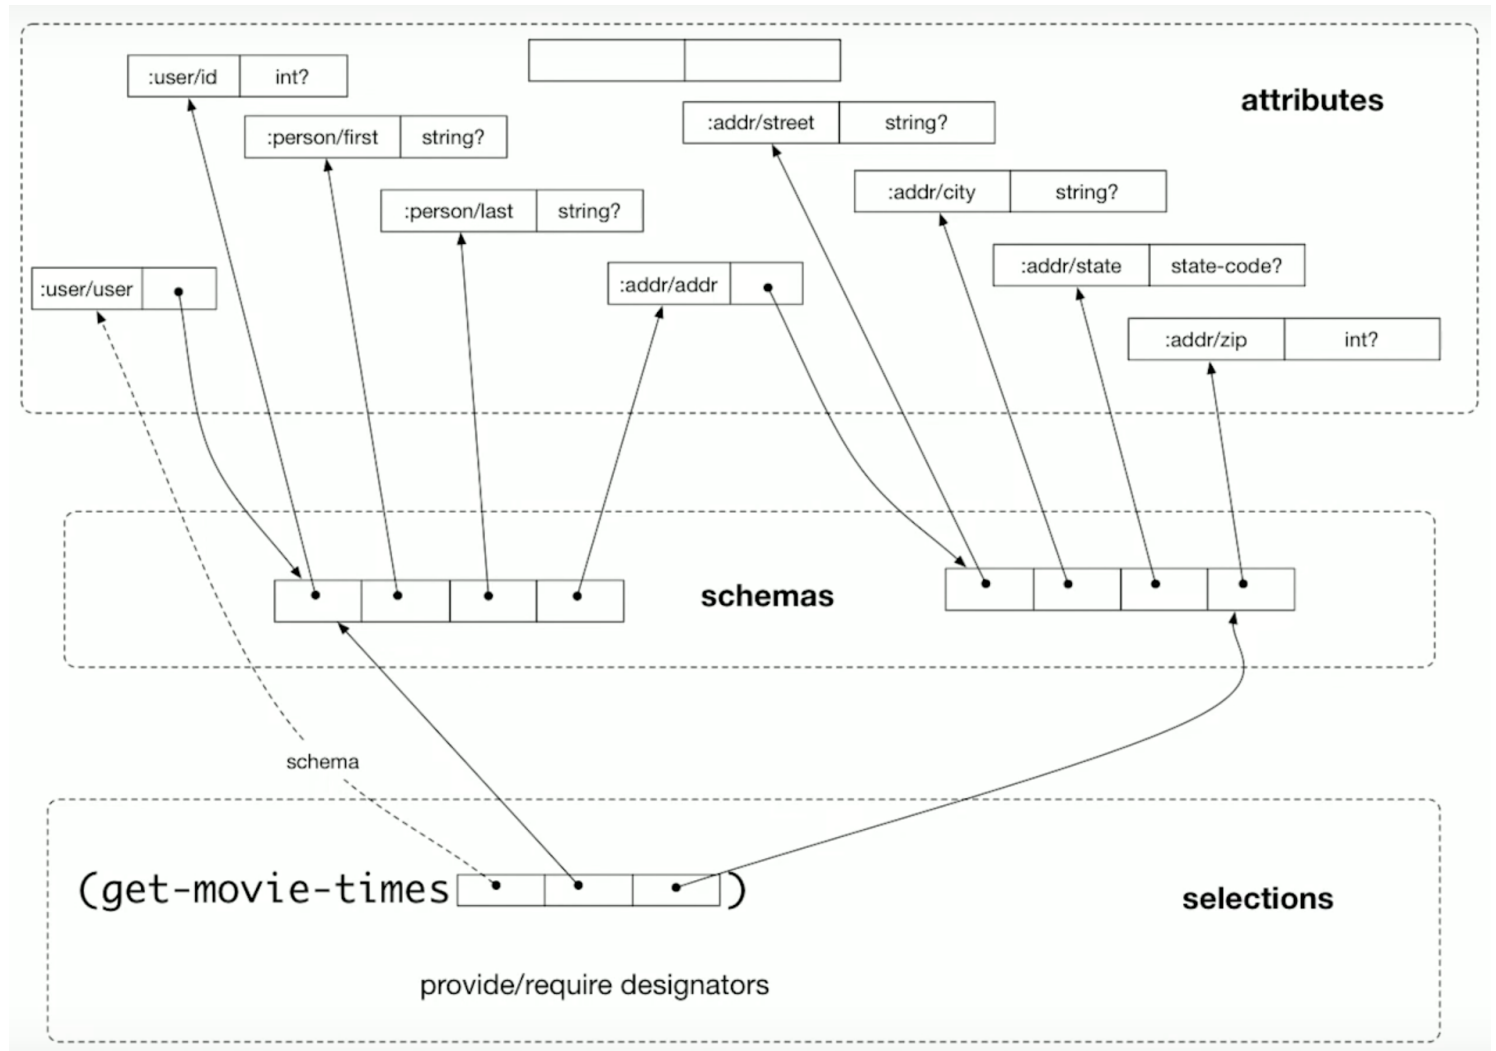 :user/id int?
attributes
:person/first string?
:addr/street string?
:addr/city string?
:person/last string?
:addr/state state-code?
:user/user
:addr/addr
:addr/zip int?
schemas
schema
(get-movie-times )
selections
provide/require designators